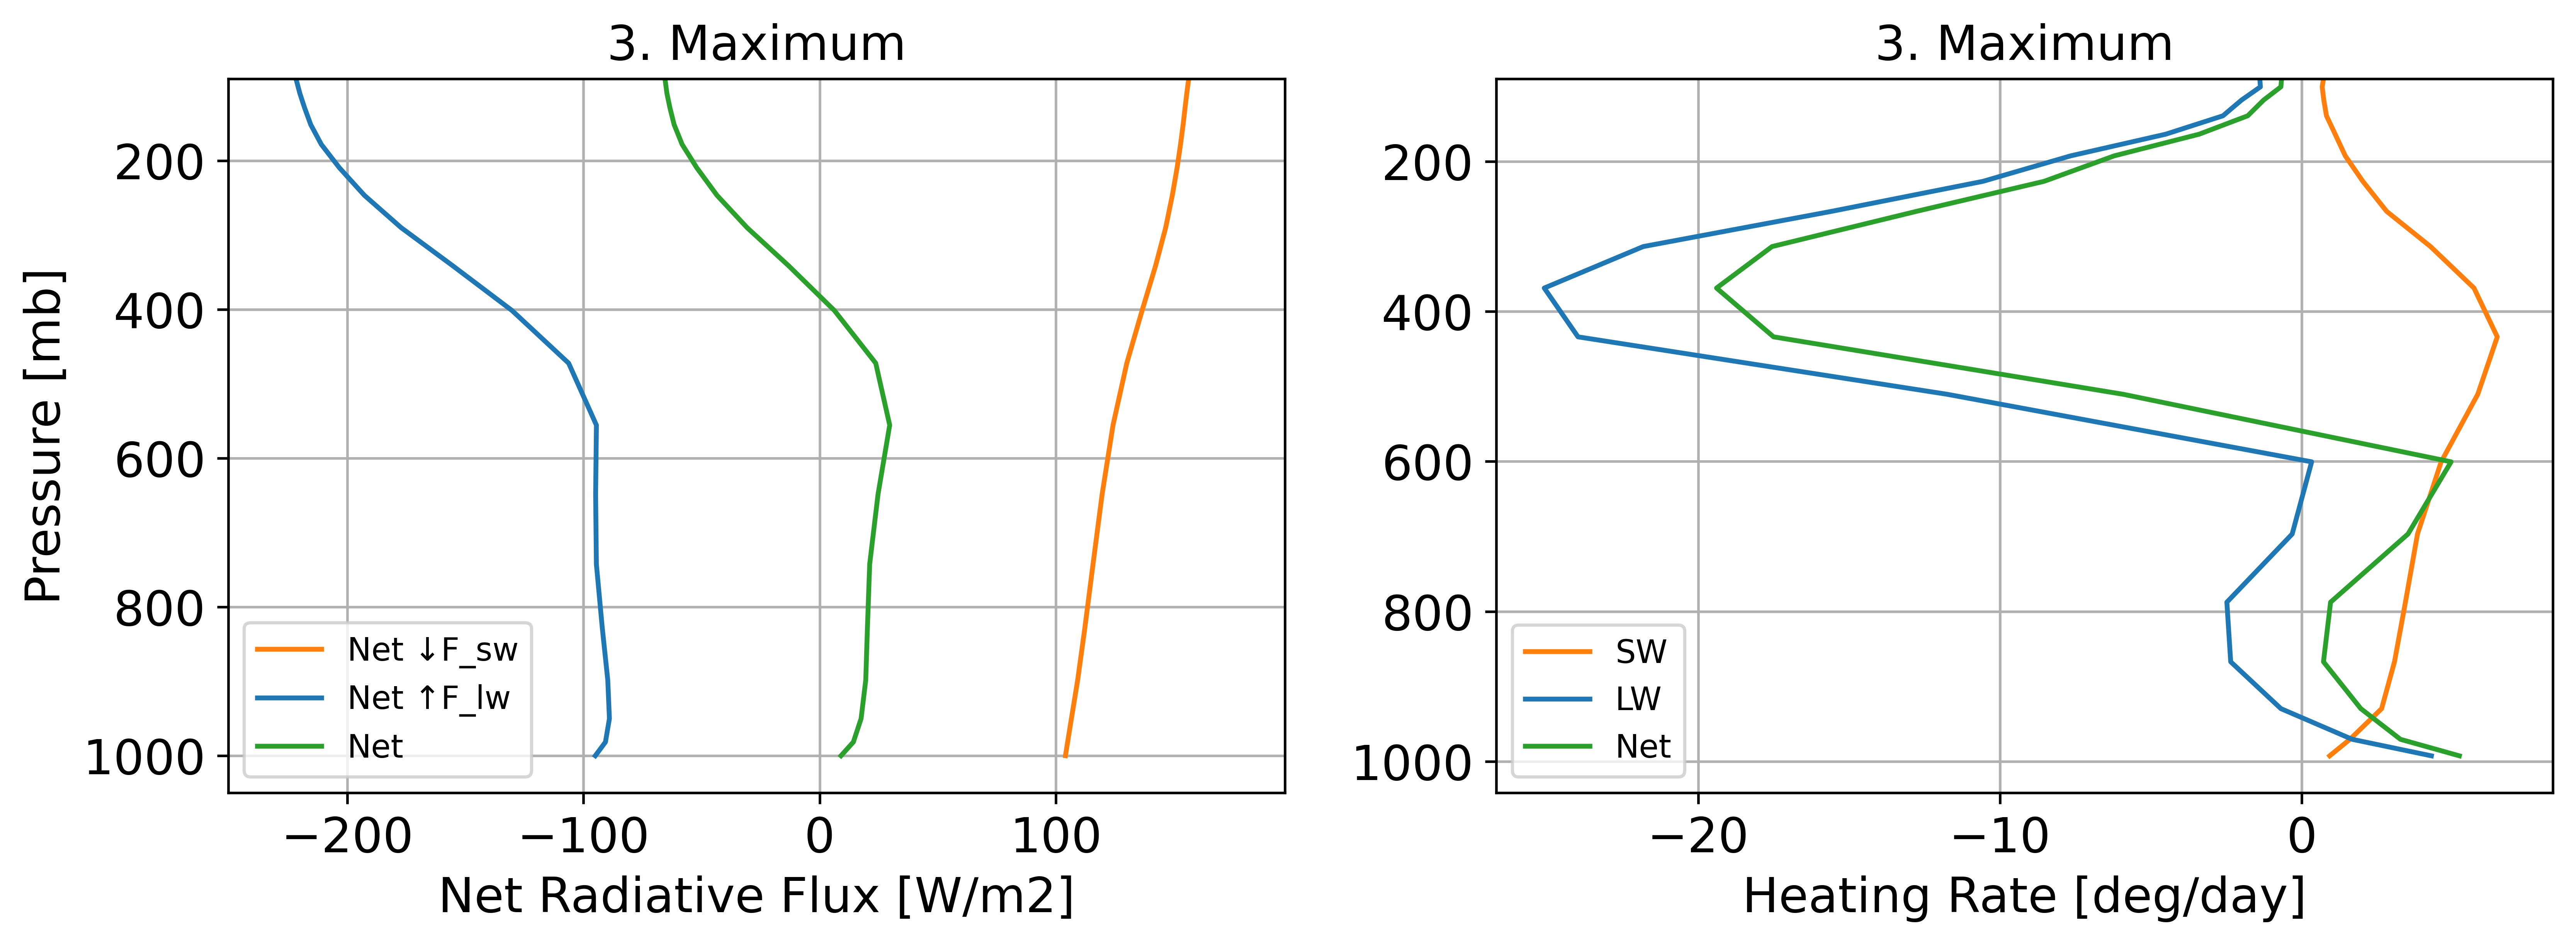 3. Maximum
Pressure [mb]
200
400
600
800
1000
Net ↓F_sw
Net ↑F_lw
Net
−200
−100
0
100
Net Radiative Flux [W/m2]
3. Maximum
200
400
600
800
1000
SW
LW
Net
−20
−10
0
Heating Rate [deg/day]